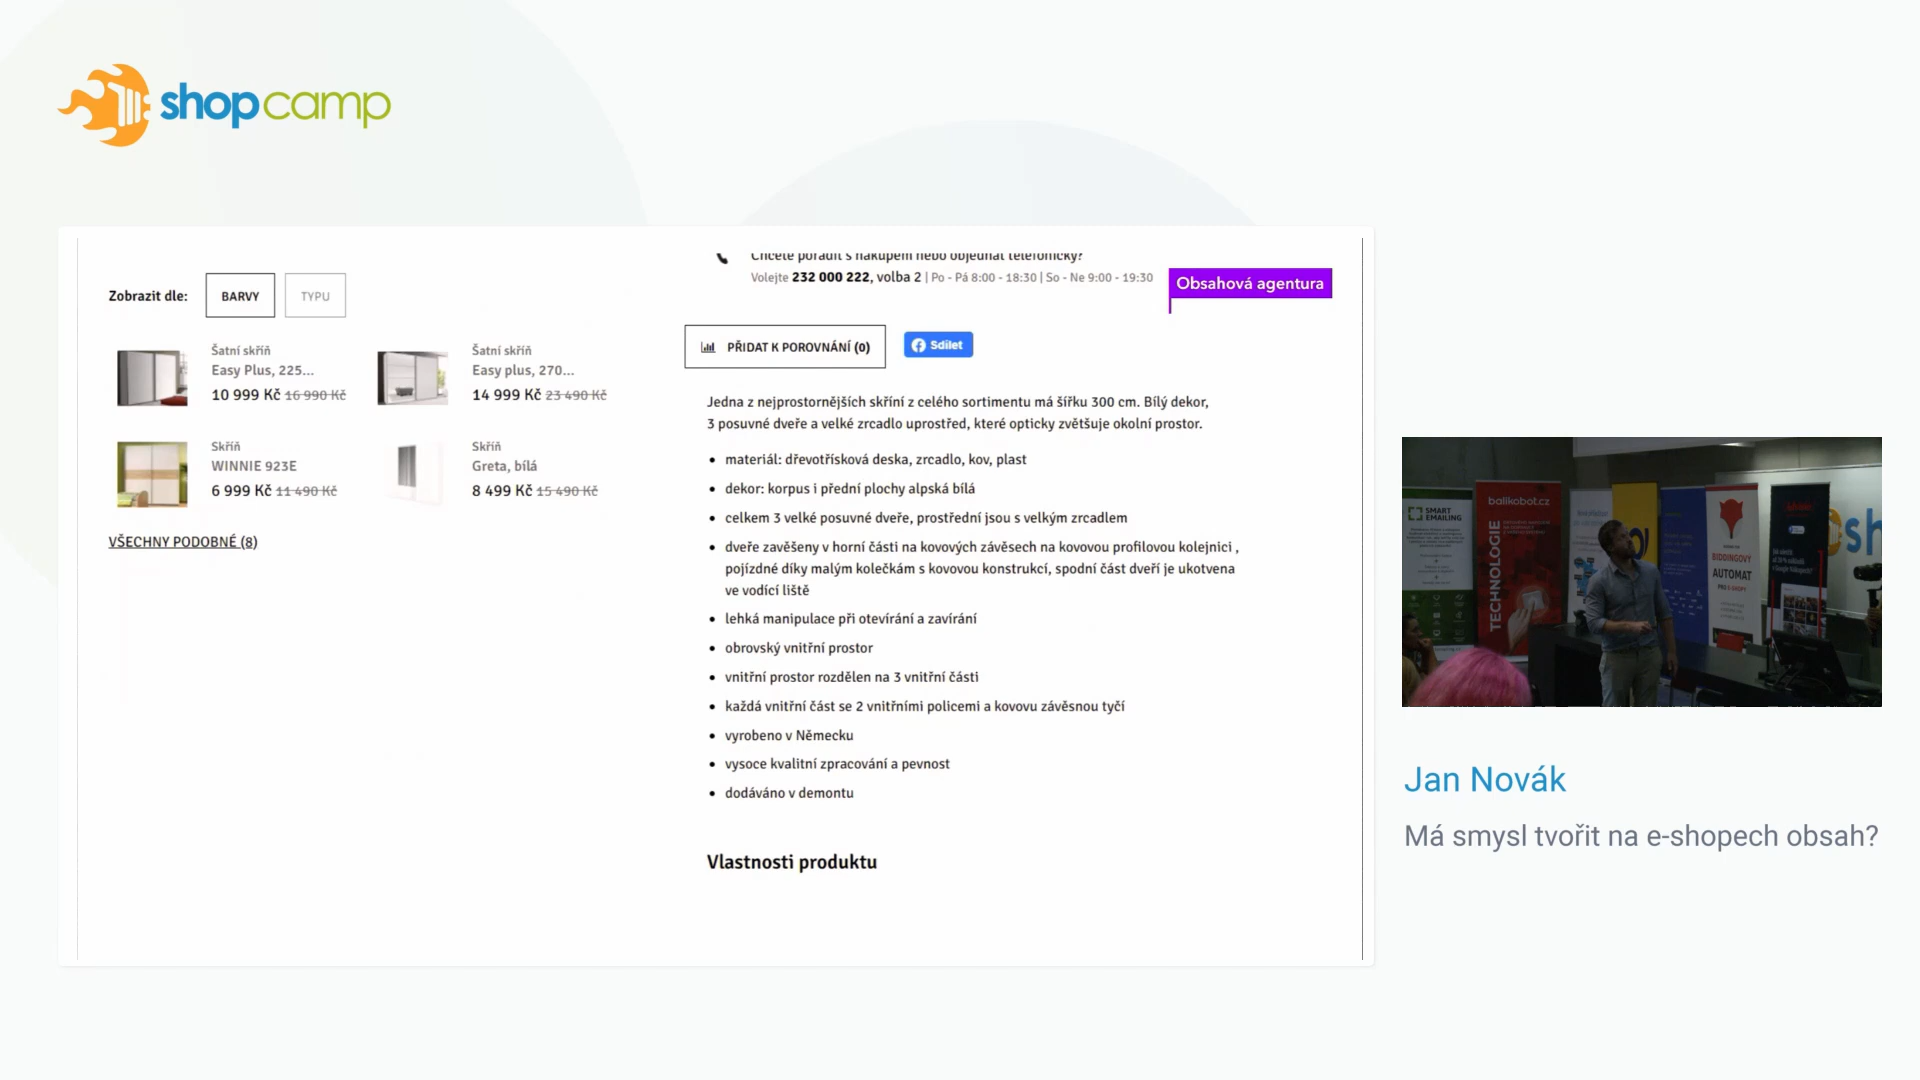 shopcamp
Chcete poradit s nákupem nebo objednat telefonicky?
Volejte 232 000 222, volba 2 | Po - Pá 8:00 - 18:30 | So - Ne 9:00 - 19:30
Obsahová agentura
Zobrazit dle: BARVY TYPU
PŘIDAT K POROVNÁNÍ (0) Sdílet
Šatní skříň
Easy Plus, 225...
10 999 Kč 16 990 Kč
Šatní skříň
Easy plus, 270...
14 999 Kč 23 490 Kč
Skříň
WINNIE 923E
6 999 Kč 11 490 Kč
Skříň
Greta, bílá
8 499 Kč 15 490 Kč
VŠECHNY PODOBNÉ (8)
Jedna z nejprostornějších skříní z celého sortimentu má šířku 300 cm. Bílý dekor,
3 posuvné dveře a velké zrcadlo uprostřed, které opticky zvětšuje okolní prostor.
• materiál: dřevotřísková deska, zrcadlo, kov, plast
• dekor: korpus i přední plochy alpská bílá
• celkem 3 velké posuvné dveře, prostřední jsou s velkým zrcadlem
• dveře zavěšeny v horní části na kovových závěsech na kovovou profilovou kolejnici ,
pojízdné díky malým kolečkám s kovovou konstrukcí, spodní část dveří je ukotvena
ve vodící liště
• lehká manipulace při otevírání a zavírání
• obrovský vnitřní prostor
• vnitřní prostor rozdělen na 3 vnitřní části
• každá vnitřní část se 2 vnitřními policemi a kovovu závěsnou tyčí
• vyrobeno v Německu
• vysoce kvalitní zpracování a pevnost
• dodáváno v demontu
Vlastnosti produktu
SMART
EMAILING
balikobot.cz
TECHNOLOGIE
BIDDINGOVÝ
AUTOMAT
PRO E-SHOPY
sh
Jan Novák
Má smysl tvořit na e-shopech obsah?